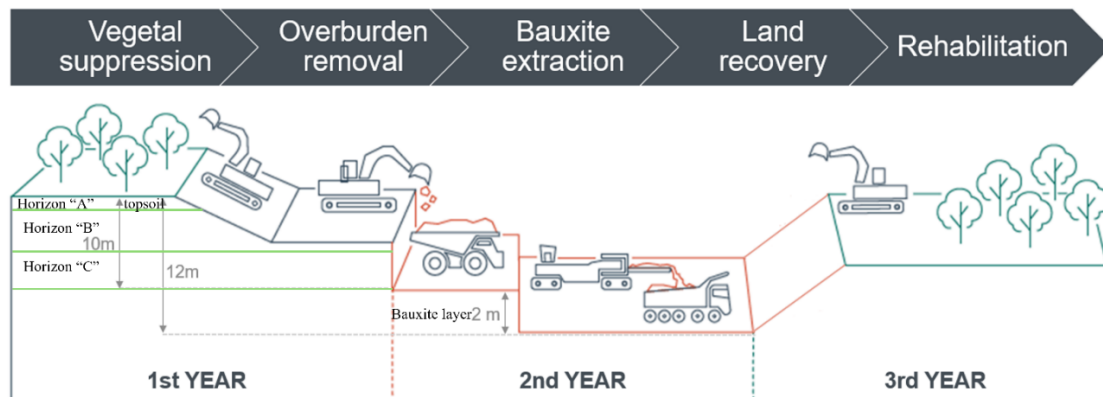 Vegetal
suppression
Overburden
removal
Bauxite
extraction
Land
recovery
Rehabilitation
Horizon “A”
topsoil
Horizon “B”
10m
Horizon “C”
12m
Bauxite layer
2 m
1st YEAR
2nd YEAR
3rd YEAR